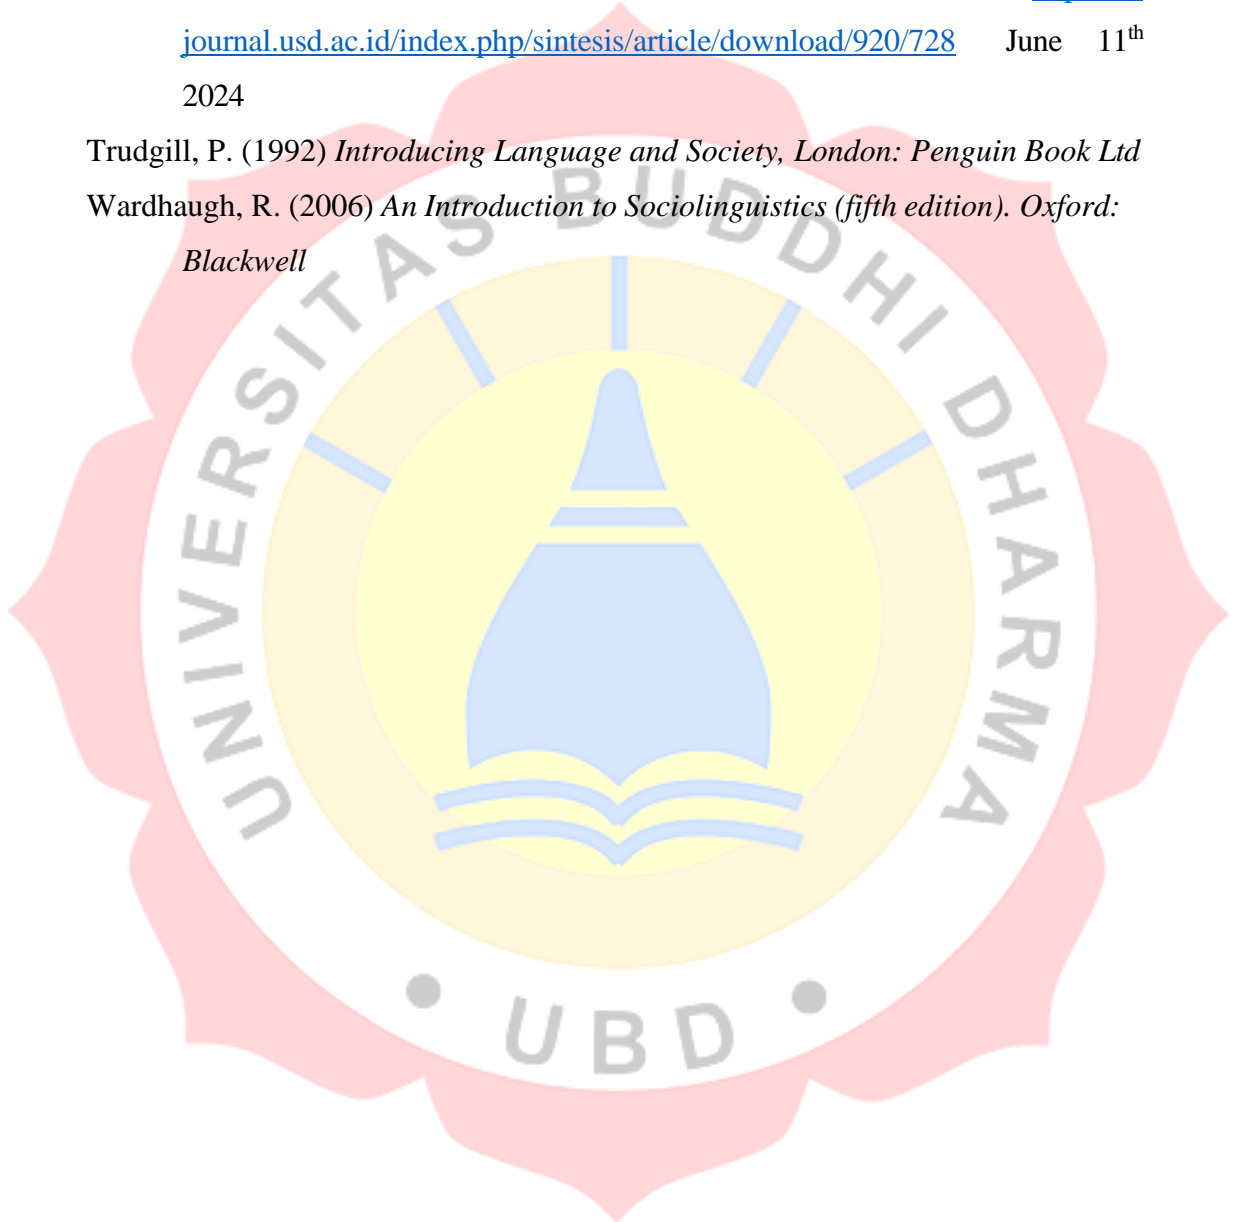 journal.usd.ac.id/index.php/sintesis/article/download/920/728 June 11th
2024
Trudgill, P. (1992) Introducing Language and Society, London: Penguin Book Ltd
Wardhaugh, R. (2006) An Introduction to Sociolinguistics (fifth edition). Oxford:
Blackwell
UNIVERSITAS BUDDHI DHARMA
• UBD •